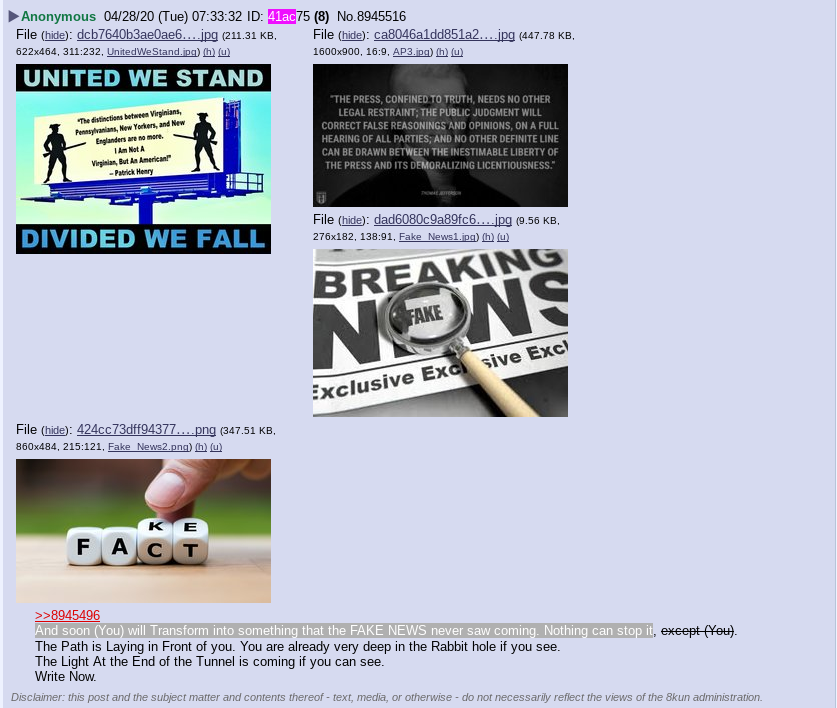 ▶Anonymous 04/28/20 (Tue) 07:33:32 ID: 41ac75 (8) No.8945516
File (hide): dcb7640b3ae0ae6….jpg (211.31 KB,
622x464, 311:232, UnitedWeStand.jpg) (h) (u)
UNITED WE STAND
"The distinctions between Virginians,
Pennsylvanians, New Yorkers, and New
Englanders are no more.
I Am Not A
Virginian, But An American!"
-- Patrick Henry
DIVIDED WE FALL
File (hide): ca8046a1dd851a2….jpg (447.78 KB,
1600x900, 16:9, AP3.jpg) (h) (u)
"THE PRESS, CONFINED TO TRUTH, NEEDS NO OTHER
LEGAL RESTRAINT; THE PUBLIC JUDGMENT WILL
CORRECT FALSE REASONINGS AND OPINIONS, ON A FULL
HEARING OF ALL PARTIES; AND NO OTHER DEFINITE LINE
CAN BE DRAWN BETWEEN THE INESTIMABLE LIBERTY OF
THE PRESS AND ITS DEMORALIZING LICENTIOUSNESS."
THOMAS JEFFERSON
File (hide): dad6080c9a89fc6….jpg (9.56 KB,
276x182, 138:91, Fake_News1.jpg) (h) (u)
BREAKING
NEWS
FAKE
Exclusive Exclusive Excl
File (hide): 424cc73dff94377….png (347.51 KB,
860x484, 215:121, Fake_News2.png) (h) (u)
K E
F A C T
>>8945496
And soon (You) will Transform into something that the FAKE NEWS never saw coming. Nothing can stop it, except (You).
The Path is Laying in Front of you. You are already very deep in the Rabbit hole if you see.
The Light At the End of the Tunnel is coming if you can see.
Write Now.
Disclaimer: this post and the subject matter and contents thereof - text, media, or otherwise - do not necessarily reflect the views of the 8kun administration.